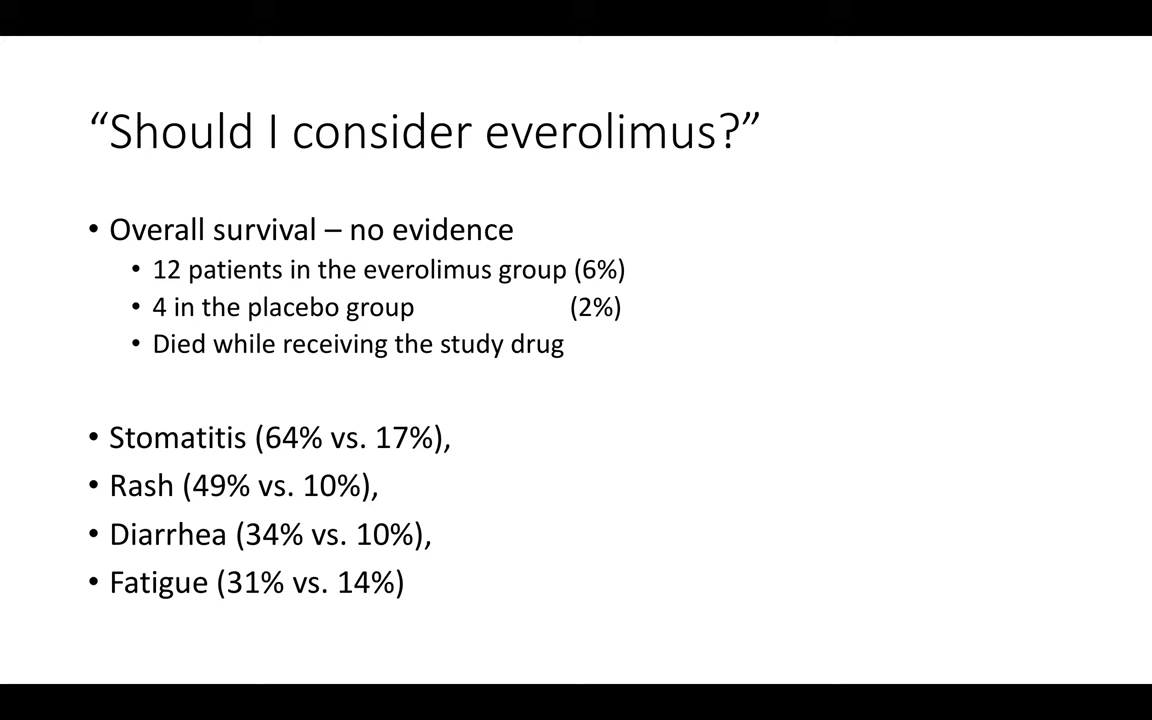 “Should I consider everolimus?”
• Overall survival – no evidence
• 12 patients in the everolimus group (6%)
• 4 in the placebo group (2%)
• Died while receiving the study drug
• Stomatitis (64% vs. 17%),
• Rash (49% vs. 10%),
• Diarrhea (34% vs. 10%),
• Fatigue (31% vs. 14%)